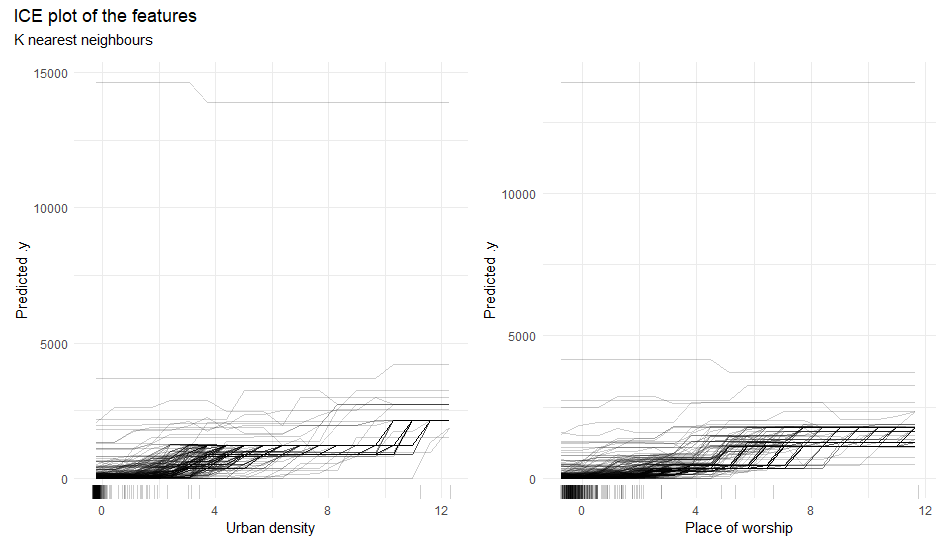 ICE plot of the features
K nearest neighbours
15000
10000
5000
0
Predicted .y
0 4 8 12
Urban density
10000
5000
0
Predicted .y
0 4 8 12
Place of worship